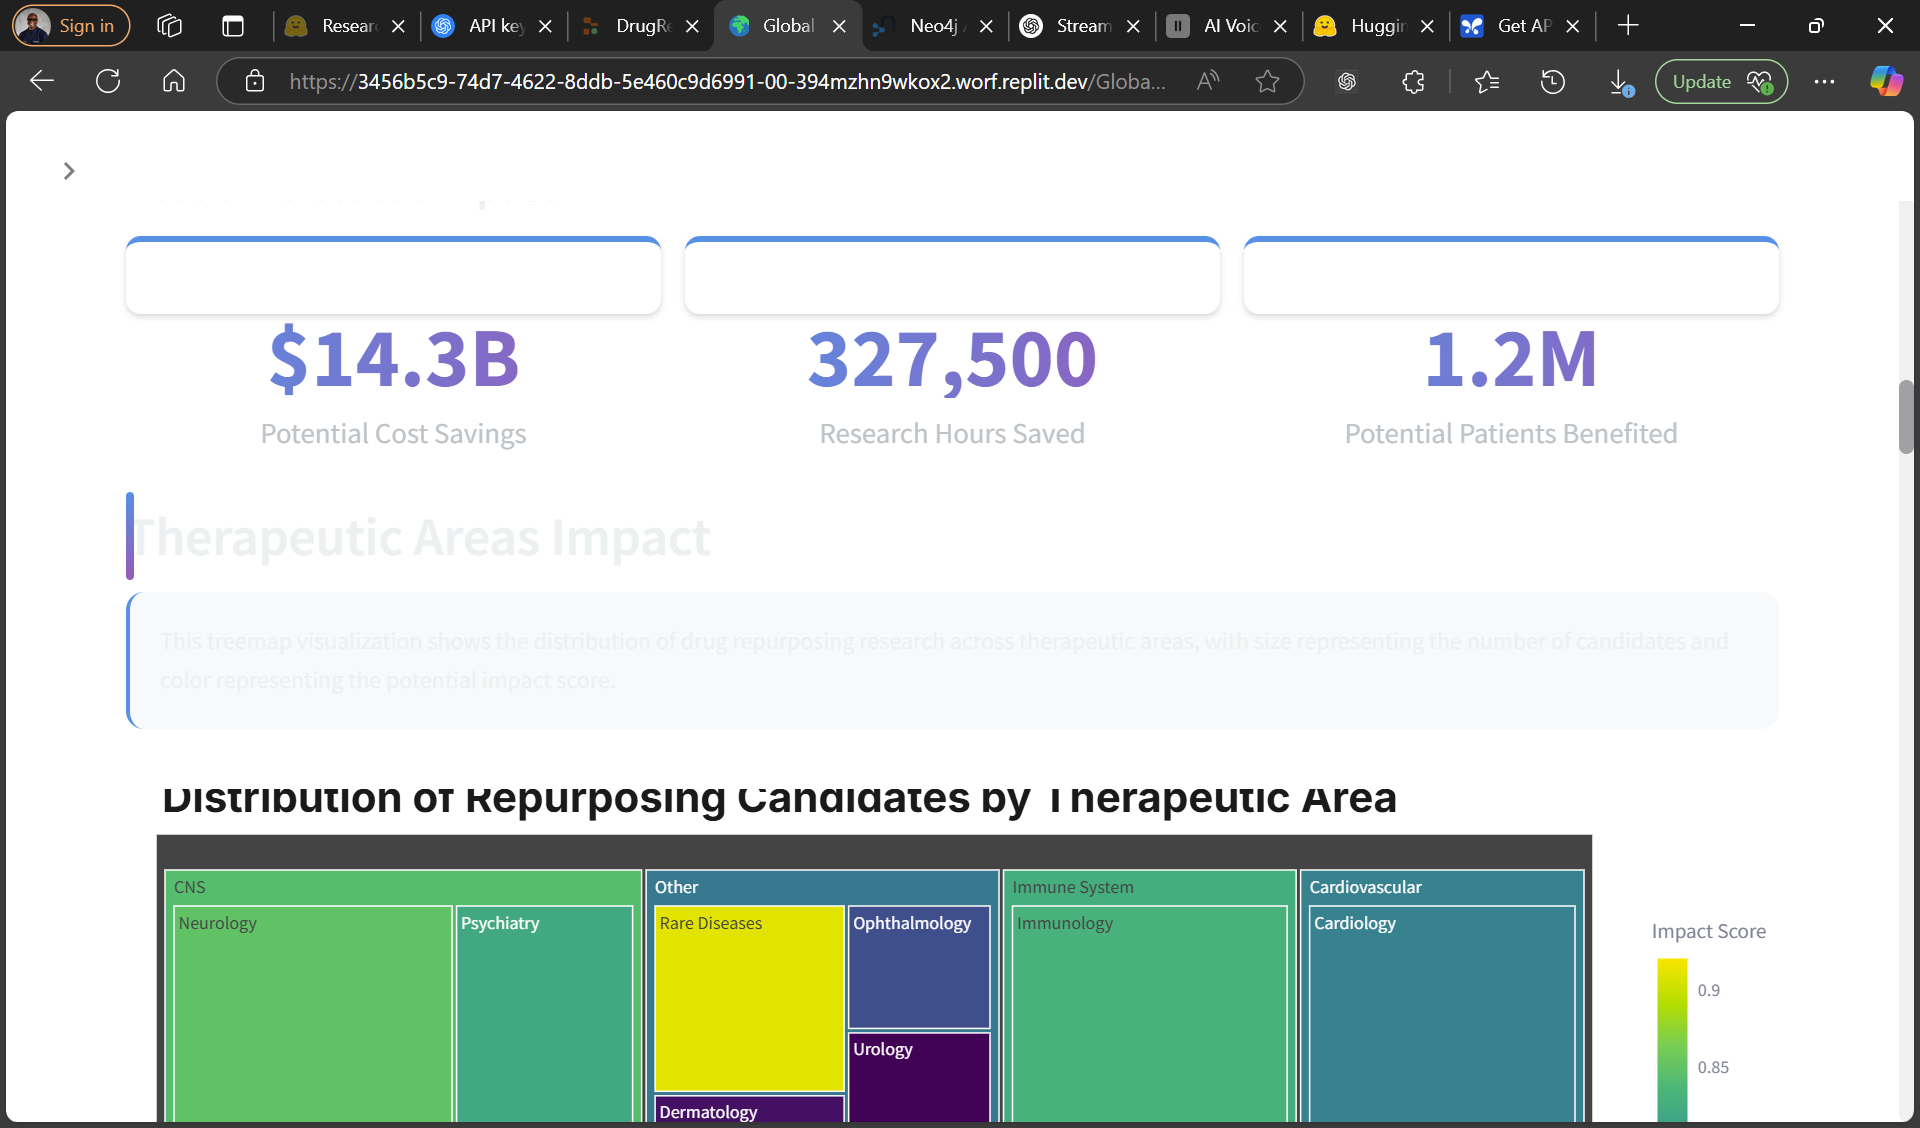 Sign in
Resear
API key
DrugRe
Global
Neo4j
Stream
AI Voic
Huggin
Get AP
https://3456b5c9-74d7-4622-8ddb-5e460c9d6991-00-394mzhn9wkox2.worf.replit.dev/Globa...
Update
$14.3B
Potential Cost Savings
327,500
Research Hours Saved
1.2M
Potential Patients Benefited
Therapeutic Areas Impact
This treemap visualization shows the distribution of drug repurposing research across therapeutic areas, with size representing the number of candidates and
color representing the potential impact score.
Distribution of Repurposing Candidates by Therapeutic Area
CNS
Other
Immune System
Cardiovascular
Neurology
Psychiatry
Rare Diseases
Ophthalmology
Immunology
Cardiology
Impact Score
0.9
Urology
0.85
Dermatology